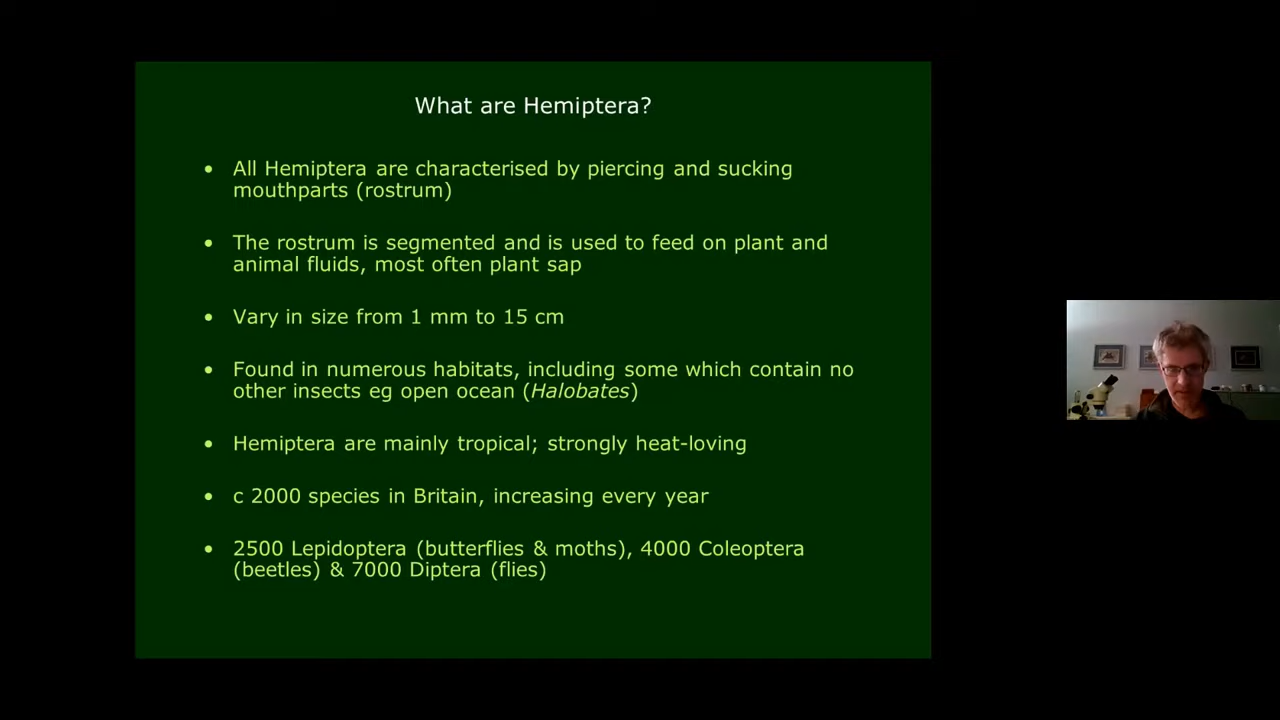 What are Hemiptera?
• All Hemiptera are characterised by piercing and sucking
mouthparts (rostrum)
• The rostrum is segmented and is used to feed on plant and
animal fluids, most often plant sap
• Vary in size from 1 mm to 15 cm
• Found in numerous habitats, including some which contain no
other insects eg open ocean (Halobates)
• Hemiptera are mainly tropical; strongly heat-loving
• c 2000 species in Britain, increasing every year
• 2500 Lepidoptera (butterflies & moths), 4000 Coleoptera
(beetles) & 7000 Diptera (flies)